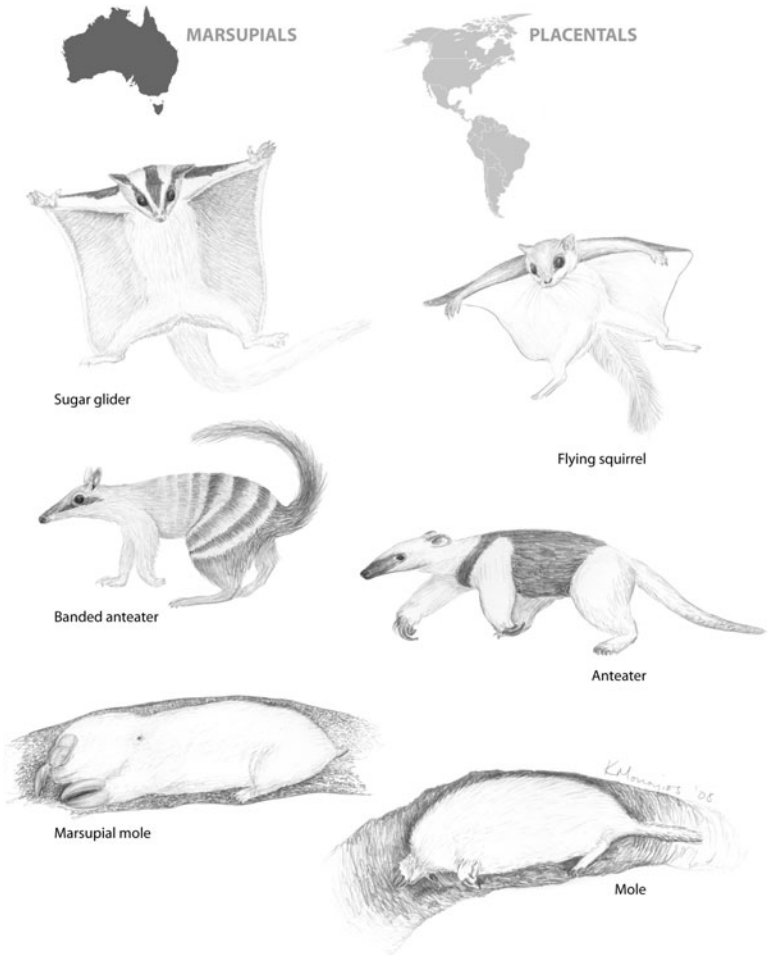 MARSUPIALS
PLACENTALS
Sugar glider
Flying squirrel
Banded anteater
Anteater
Marsupial mole
Mole